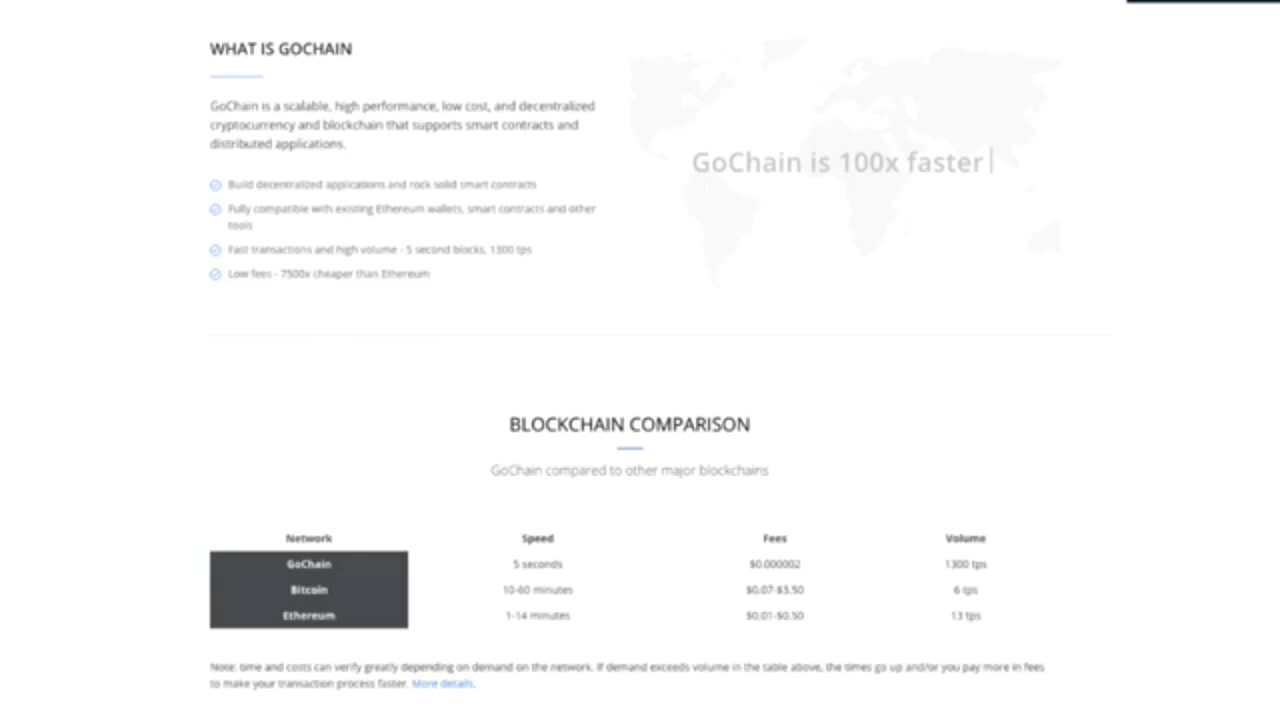 WHAT IS GOCHAIN
GoChain is a scalable, high performance, low cost, and decentralized
cryptocurrency and blockchain that supports smart contracts and
distributed applications.
Build decentralized applications and rock solid smart contracts
Fully compatible with existing Ethereum wallets, smart contracts and other
tools
Fast transactions and high volume - 5 second blocks, 1300 tps
Low fees - 7500x cheaper than Ethereum
GoChain is 100x faster|
BLOCKCHAIN COMPARISON
GoChain compared to other major blockchains
Network Speed Fees Volume
GoChain 5 seconds $0.000002 1300 tps
Bitcoin 10-60 minutes $0.07-$3.50 6 tps
Ethereum 1-14 minutes $0.01-$0.50 13 tps
Note: time and costs can verify greatly depending on demand on the network. If demand exceeds volume in the table above, the times go up and/or you pay more in fees
to make your transaction process faster. More details.